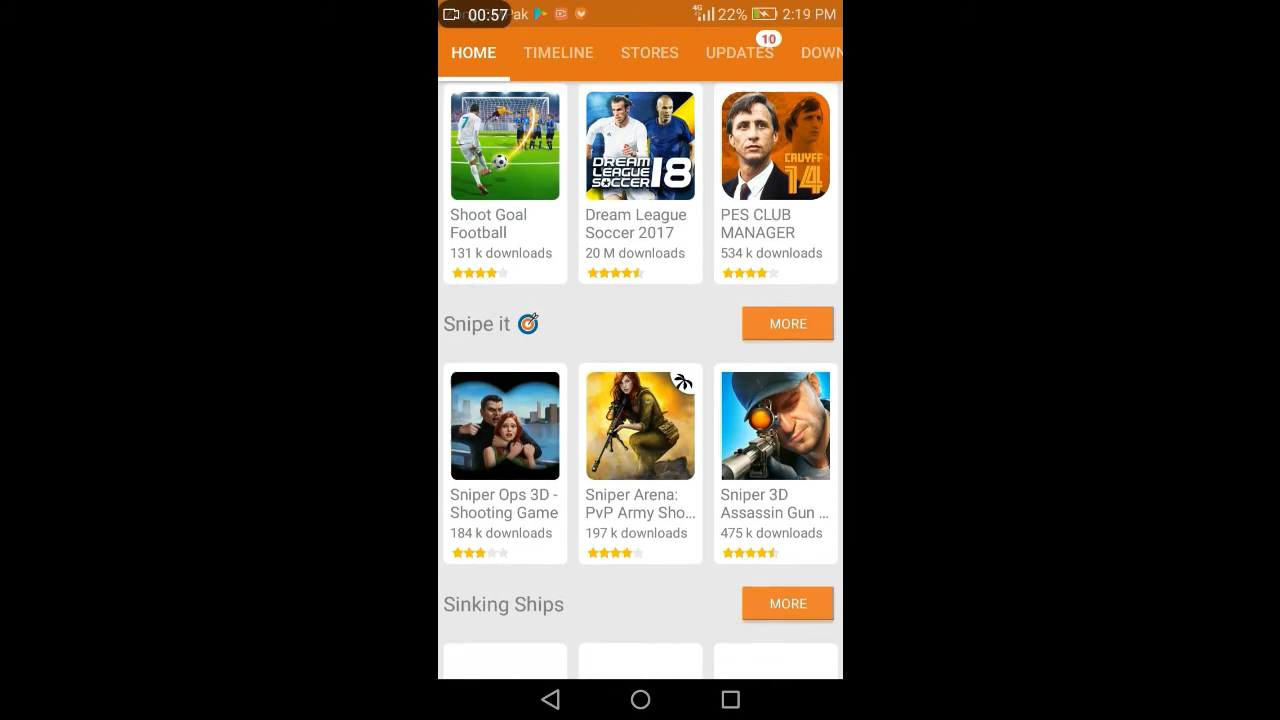 00:57 Pak 4G 22% 2:19 PM
HOME TIMELINE STORES UPDATES 10 DOWN
7
DREAM
LEAGUE
SOCCER 18
CRUYFF
14
Shoot Goal
Football
131 k downloads
Dream League
Soccer 2017
20 M downloads
PES CLUB
MANAGER
534 k downloads
Snipe it MORE
Sniper Ops 3D -
Shooting Game
184 k downloads
Sniper Arena:
PvP Army Sho...
197 k downloads
Sniper 3D
Assassin Gun ...
475 k downloads
Sinking Ships MORE